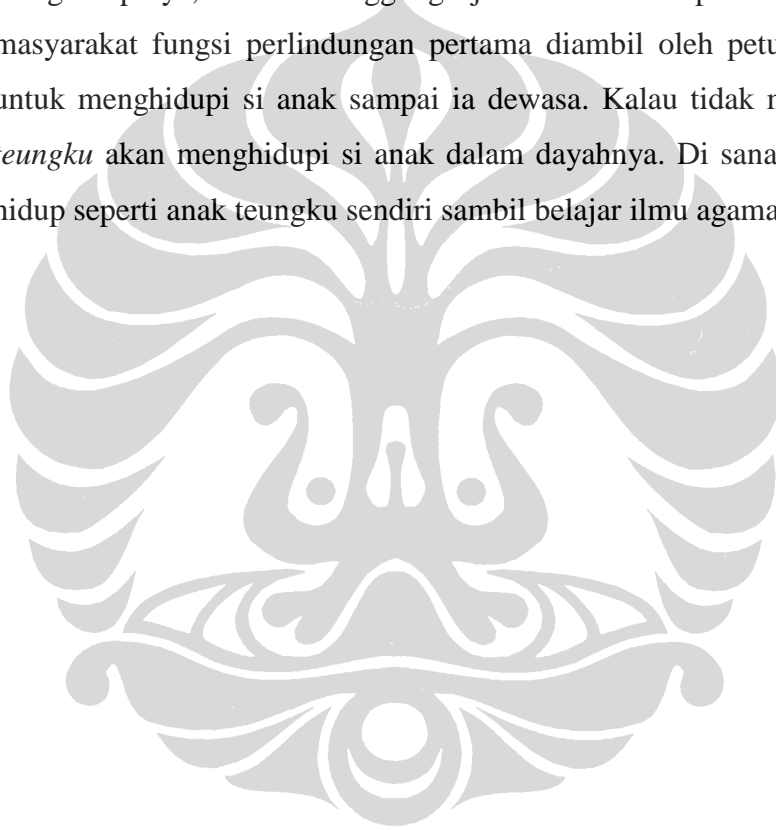 masyarakat fungsi perlindungan pertama diambil oleh
untuk menghidupi si anak sampai ia dewasa. Kalau tidak
teungku akan menghidupi si anak dalam dayahnya. Di sana
hidup seperti anak teungku sendiri sambil belajar ilmu agama